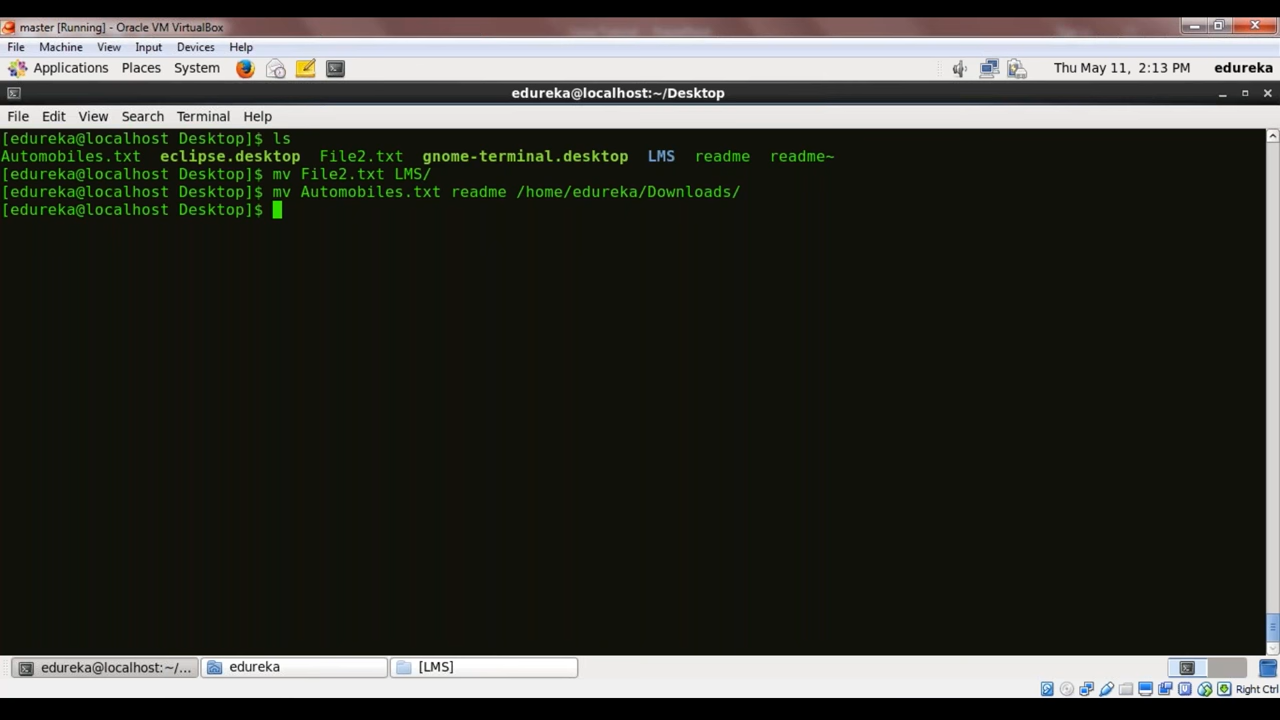 master [Running] - Oracle VM VirtualBox
File Machine View Input Devices Help
Applications Places System Thu May 11, 2:13 PM edureka
edureka@localhost:~/Desktop
File Edit View Search Terminal Help
[edureka@localhost Desktop]$ ls
Automobiles.txt eclipse.desktop File2.txt gnome-terminal.desktop LMS readme readme~
[edureka@localhost Desktop]$ mv File2.txt LMS/
[edureka@localhost Desktop]$ mv Automobiles.txt readme /home/edureka/Downloads/
[edureka@localhost Desktop]$
edureka@localhost:~/... edureka [LMS]
Right Ctrl